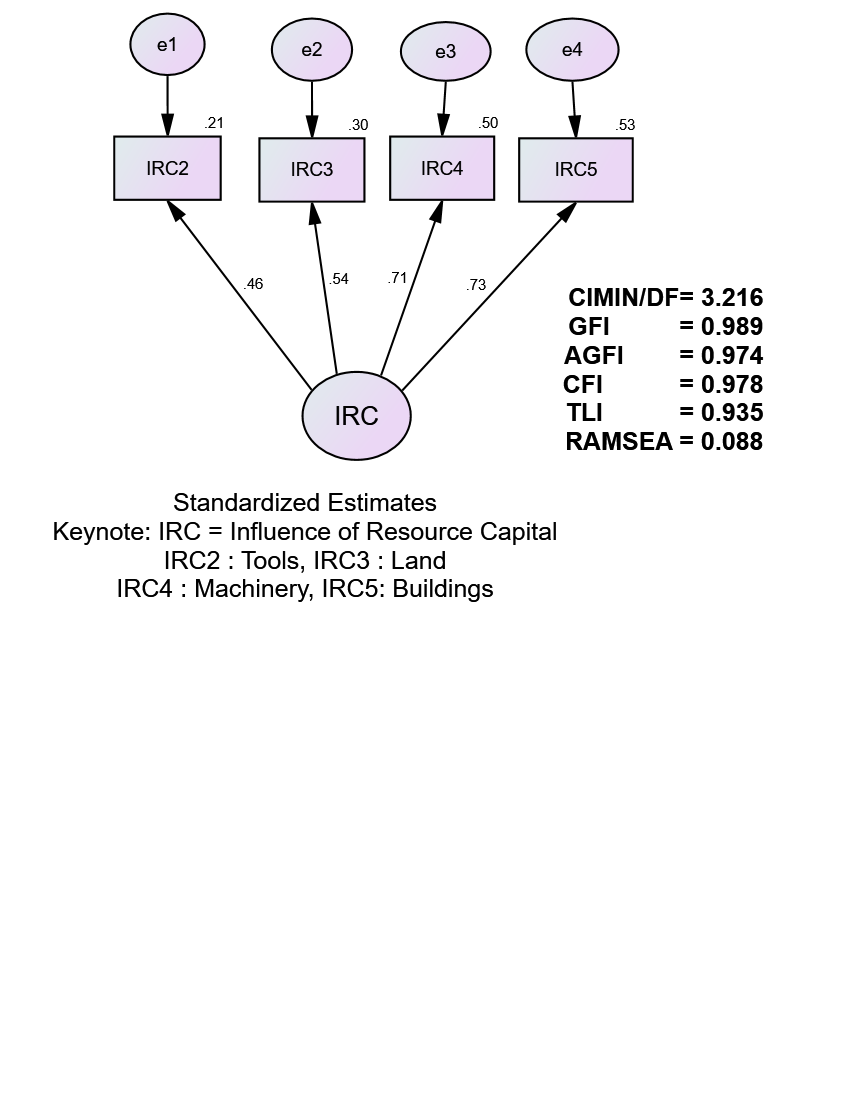 e1
e2
e3
e4
.21
.30
.50
.53
IRC2
IRC3
IRC4
IRC5
.46
.54
.71
.73
CIMIN/DF= 3.216
GFI = 0.989
AGFI = 0.974
CFI = 0.978
TLI = 0.935
RAMSEA = 0.088
IRC
Standardized Estimates
Keynote: IRC = Influence of Resource Capital
IRC2 : Tools, IRC3 : Land
IRC4 : Machinery, IRC5: Buildings